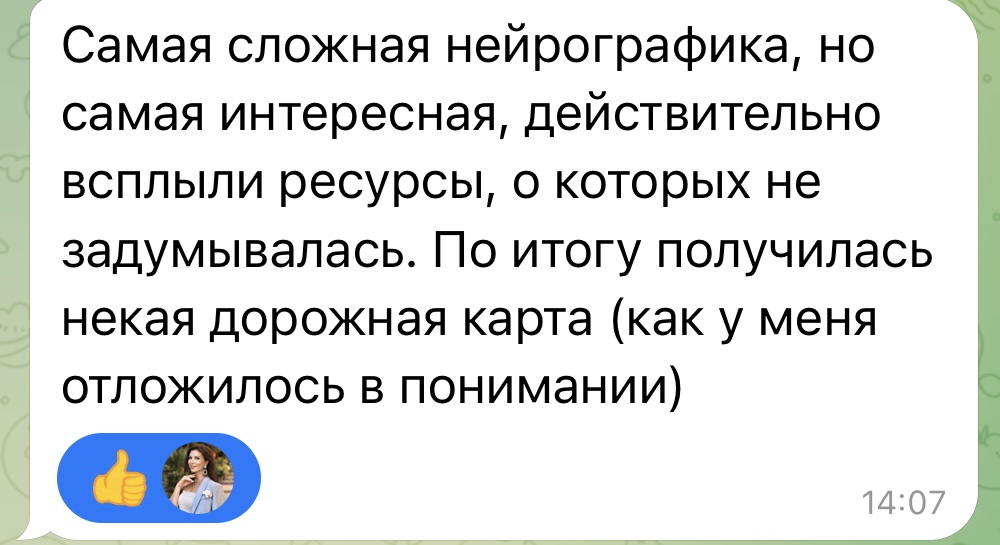 Самая сложная нейрографика, но
самая интересная, действительно
всплыли ресурсы, о которых не
задумывалась. По итогу получилась
некая дорожная карта (как у меня
отложилось в понимании)
14:07